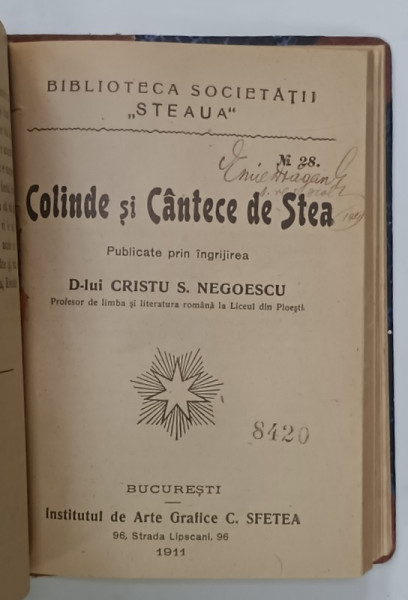 BIBLIOTECA SOCIETĂȚII
„STEAUA“
№ 28.
Colinde și Cântece de Stea
Publicate prin îngrijirea
D-lui CRISTU S. NEGOESCU
Profesor de limba și literatura română la Liceul din Ploești.
8420
BUCUREȘTI
Institutul de Arte Grafice C. SFETEA
96, Strada Lipscani, 96
1911